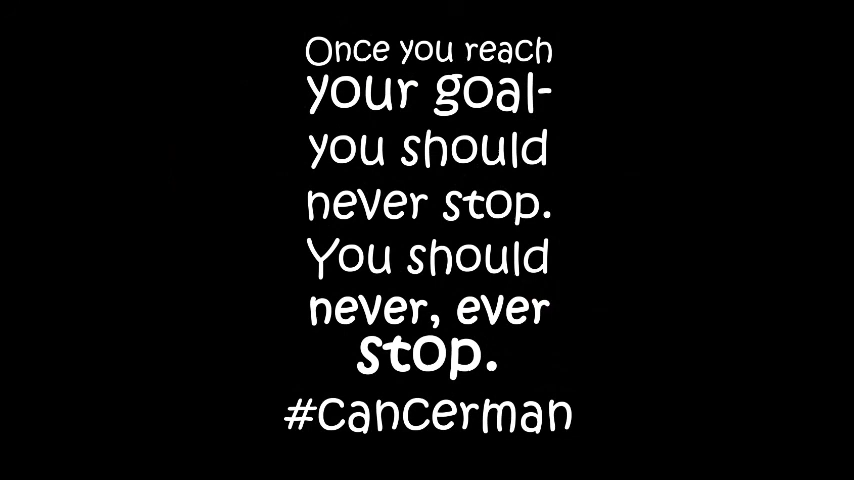 Once you reach
your goal-
you should
never stop.
You should
never, ever
stop.
#cancerman